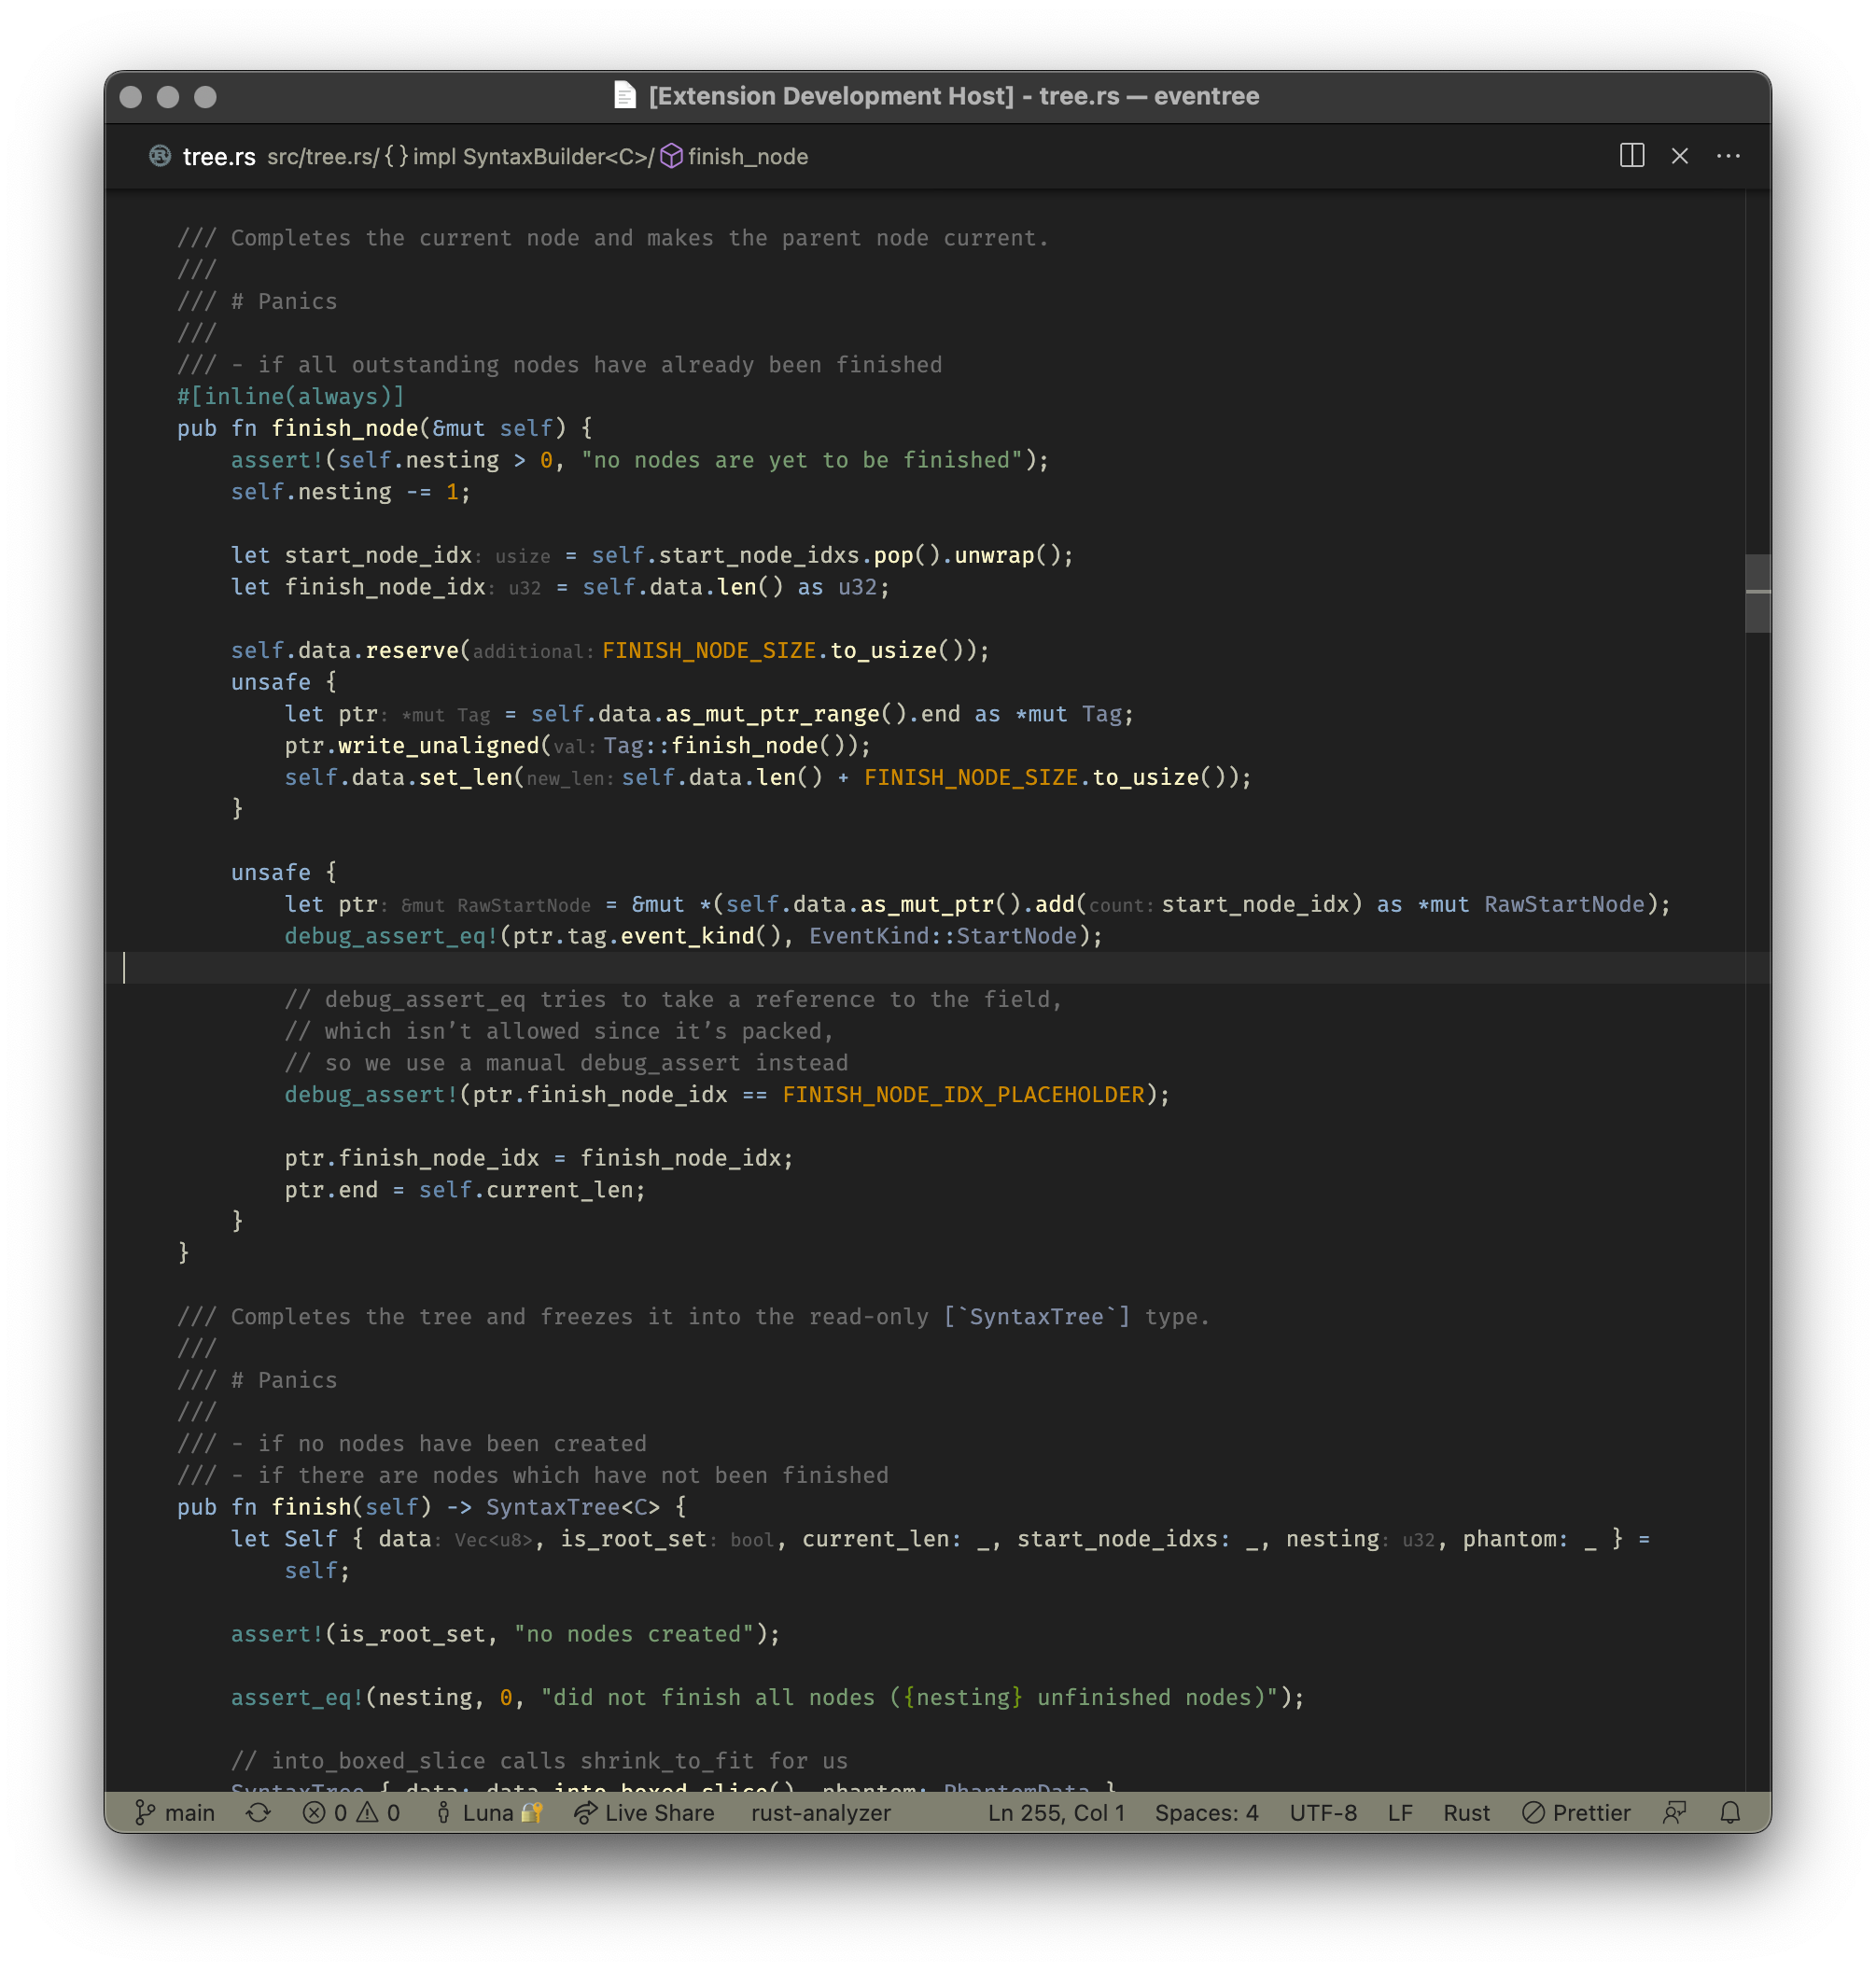 [Extension Development Host] - tree.rs — eventree
tree.rs src/tree.rs/{}impl SyntaxBuilder<C>/finish_node
/// Completes the current node and makes the parent node current.
///
/// # Panics
///
/// - if all outstanding nodes have already been finished
#[inline(always)]
pub fn finish_node(&mut self) {
    assert!(self.nesting > 0, "no nodes are yet to be finished");
    self.nesting -= 1;
    let start_node_idx: usize = self.start_node_idxs.pop().unwrap();
    let finish_node_idx: u32 = self.data.len() as u32;
    self.data.reserve(additional: FINISH_NODE_SIZE.to_usize());
    unsafe {
        let ptr: *mut Tag = self.data.as_mut_ptr_range().end as *mut Tag;
        ptr.write_unaligned(val: Tag::finish_node());
        self.data.set_len(new_len: self.data.len() + FINISH_NODE_SIZE.to_usize());
    }
    unsafe {
        let ptr: &mut RawStartNode = &mut *(self.data.as_mut_ptr().add(count: start_node_idx) as *mut RawStartNode);
        debug_assert_eq!(ptr.tag.event_kind(), EventKind::StartNode);
        // debug_assert_eq tries to take a reference to the field,
        // which isn’t allowed since it’s packed,
        // so we use a manual debug_assert instead
        debug_assert!(ptr.finish_node_idx == FINISH_NODE_IDX_PLACEHOLDER);
        ptr.finish_node_idx = finish_node_idx;
        ptr.end = self.current_len;
    }
}
/// Completes the tree and freezes it into the read-only [`SyntaxTree`] type.
///
/// # Panics
///
/// - if no nodes have been created
/// - if there are nodes which have not been finished
pub fn finish(self) -> SyntaxTree<C> {
    let Self { data: Vec<u8>, is_root_set: bool, current_len: _, start_node_idxs: _, nesting: u32, phantom: _ } =
        self;
    assert!(is_root_set, "no nodes created");
    assert_eq!(nesting, 0, "did not finish all nodes ({nesting} unfinished nodes)");
    // into_boxed_slice calls shrink_to_fit for us
    SyntaxTree { data: data.into_boxed_slice(), phantom: PhantomData }
main 0 0 Luna Live Share rust-analyzer Ln 255, Col 1 Spaces: 4 UTF-8 LF Rust Prettier